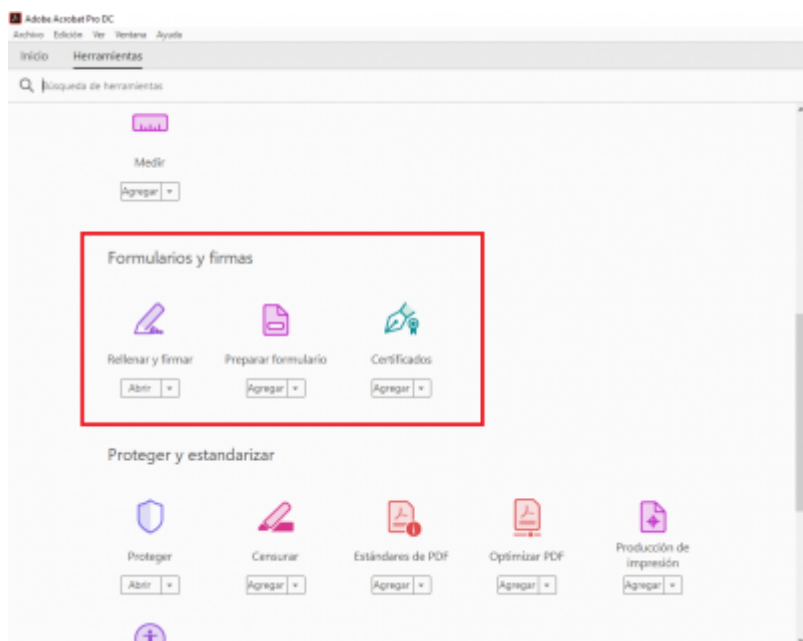 Adobe Acrobat Pro DC
Archivo Edición Ver Ventana Ayuda
Inicio Herramientas
Búsqueda de herramientas
Medir
Agregar
Formularios y firmas
Rellenar y firmar Preparar formulario Certificados
Abrir Agregar Agregar
Proteger y estandarizar
Proteger Censurar Estándares de PDF Optimizar PDF Producción de impresión
Abrir Agregar Agregar Agregar Agregar